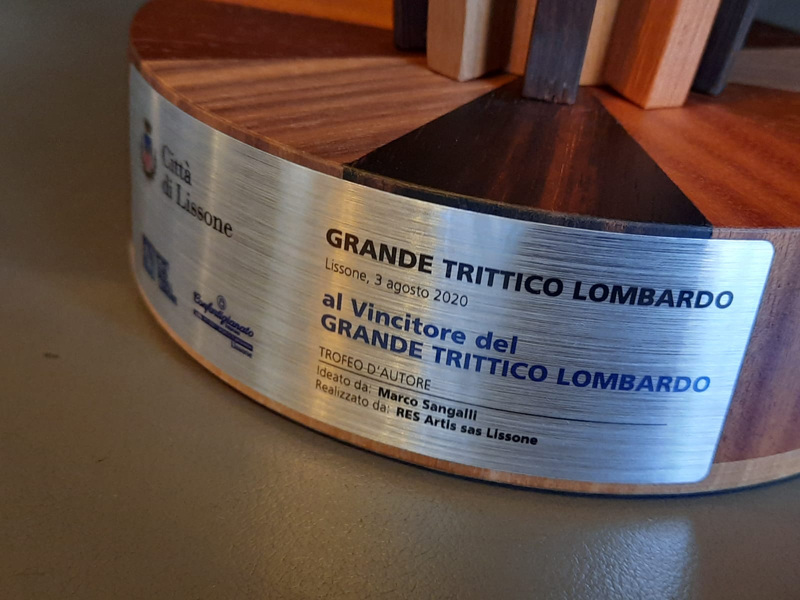 Città
di Lissone
Confartigianato
GRANDE TRITTICO LOMBARDO
Lissone, 3 agosto 2020
al Vincitore del
GRANDE TRITTICO LOMBARDO
TROFEO D'AUTORE
Ideato da: Marco Sangalli
Realizzato da: RES Artis sas Lissone